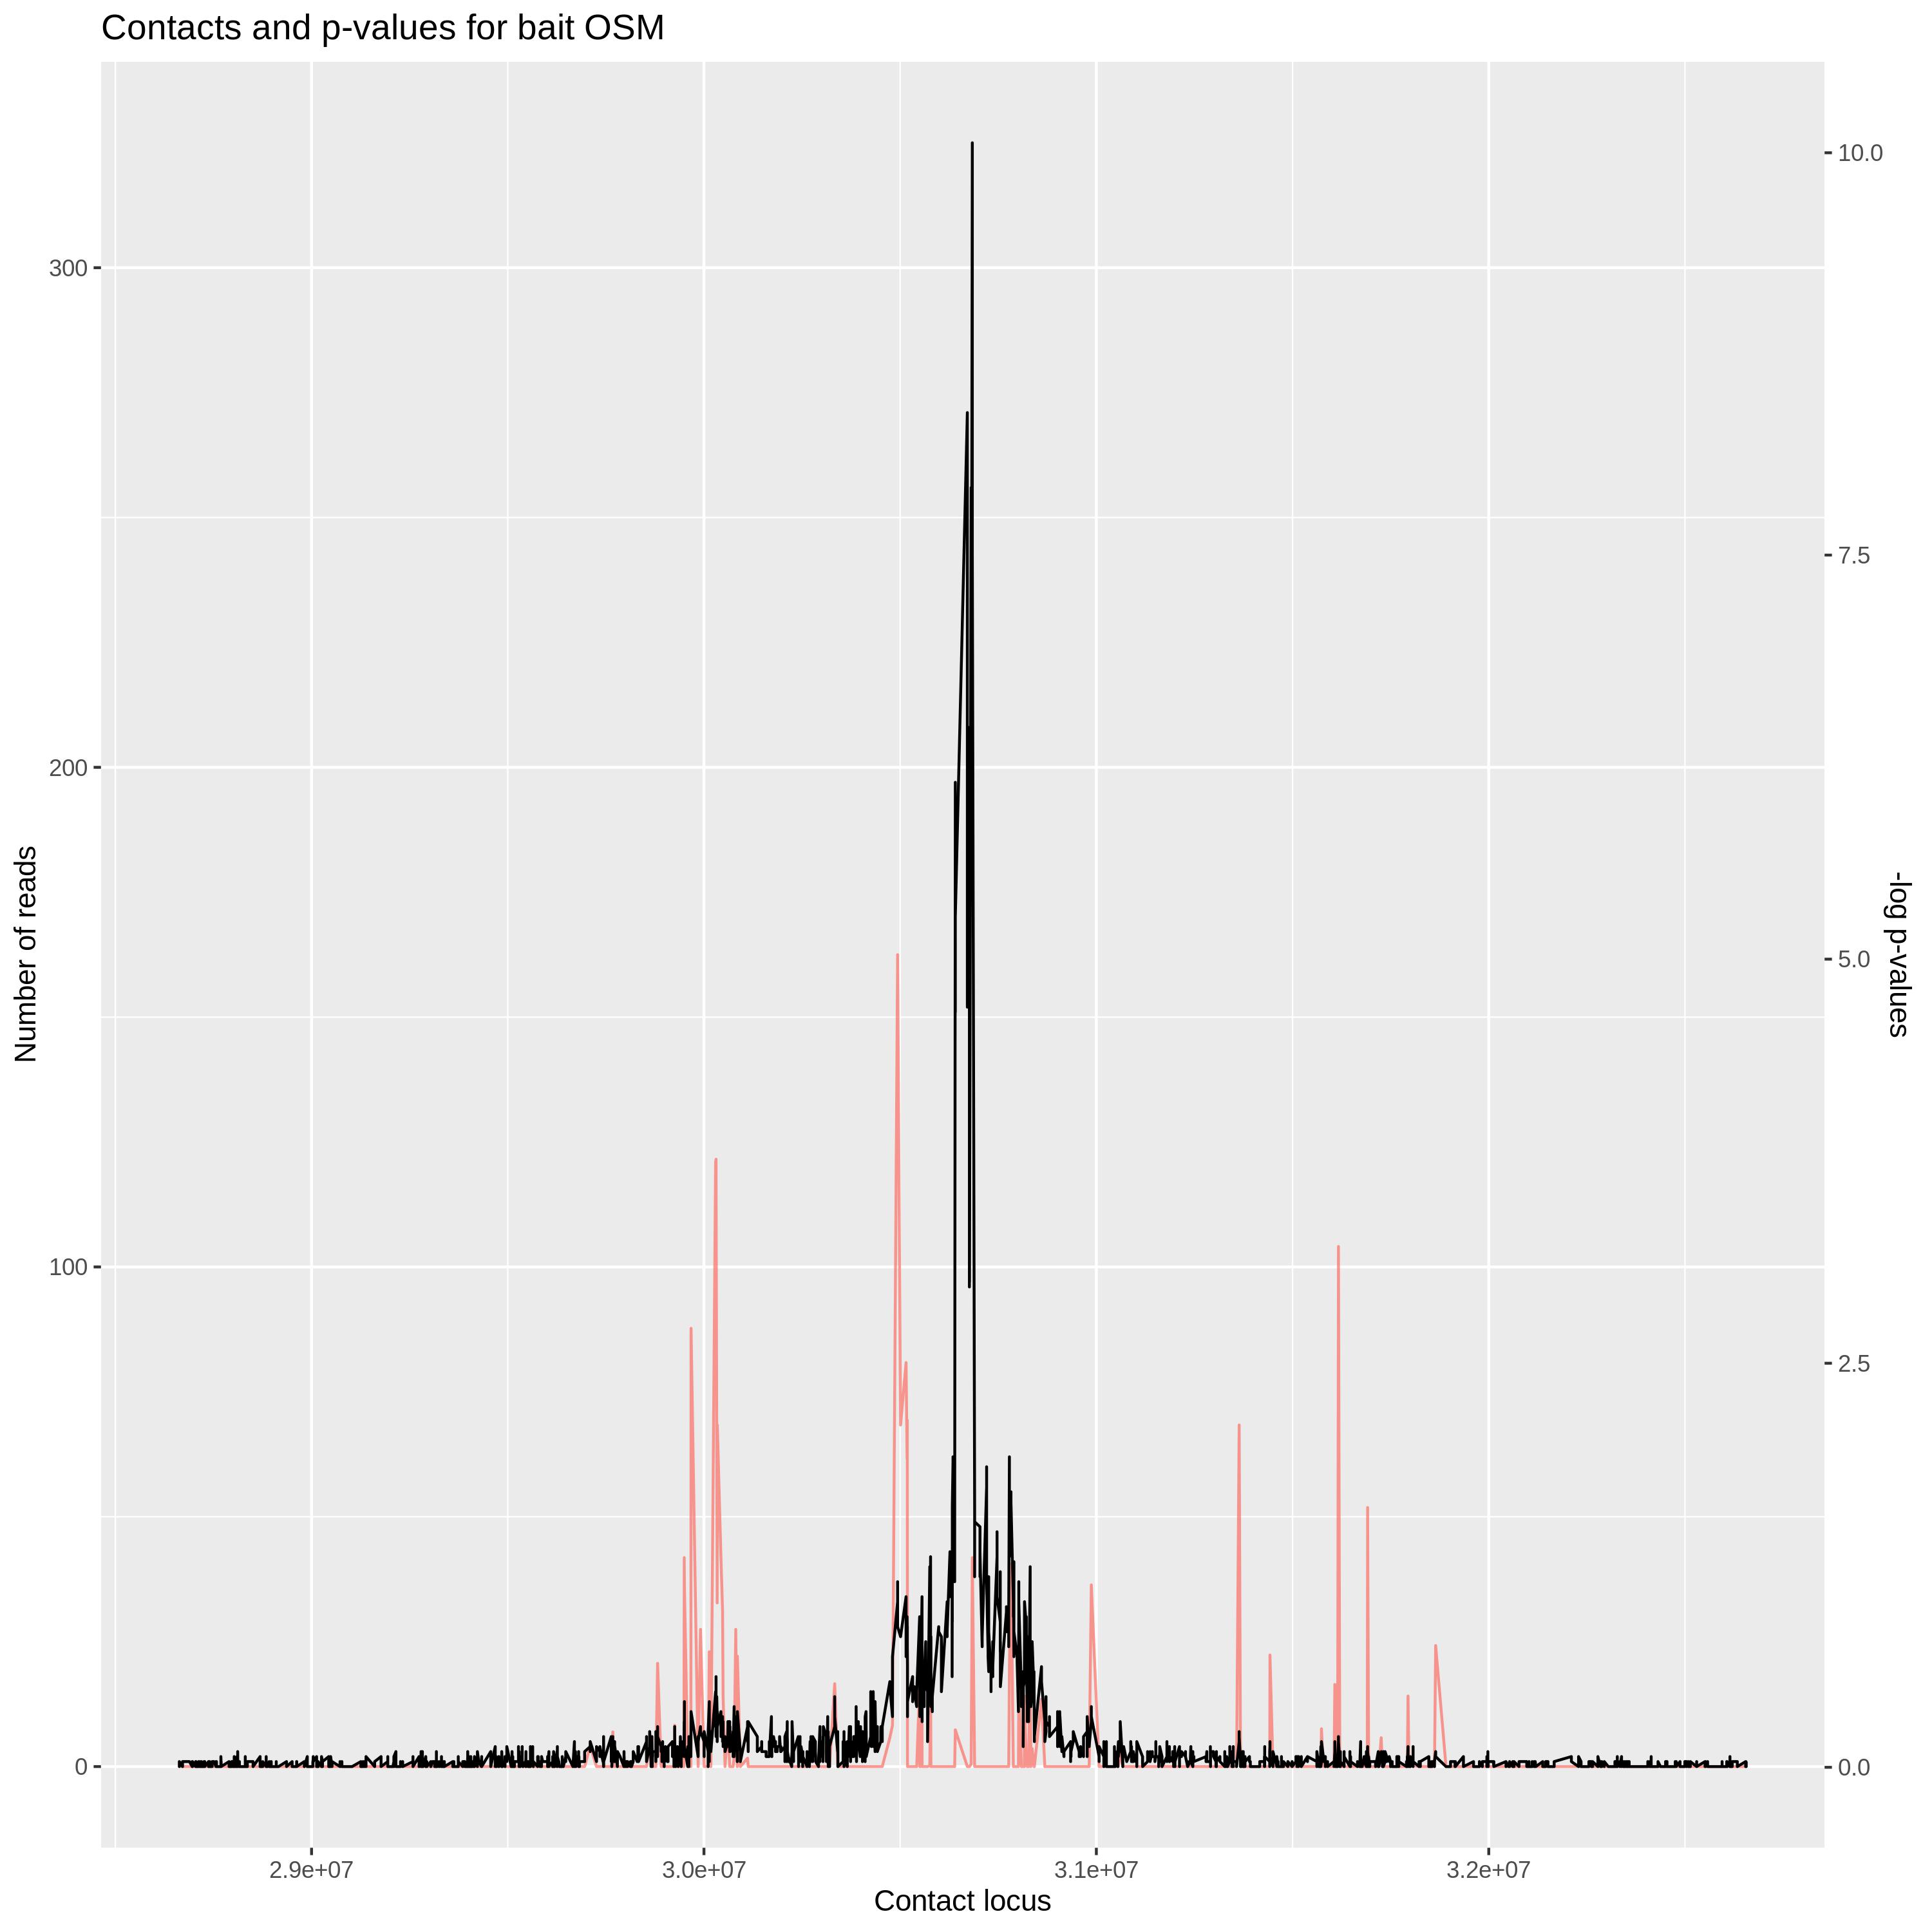 Contacts and p-values for bait OSM
300
200
100
0
Number of reads
10.0
7.5
5.0
2.5
0.0
-log p-values
2.9e+07
3.0e+07
3.1e+07
3.2e+07
Contact locus